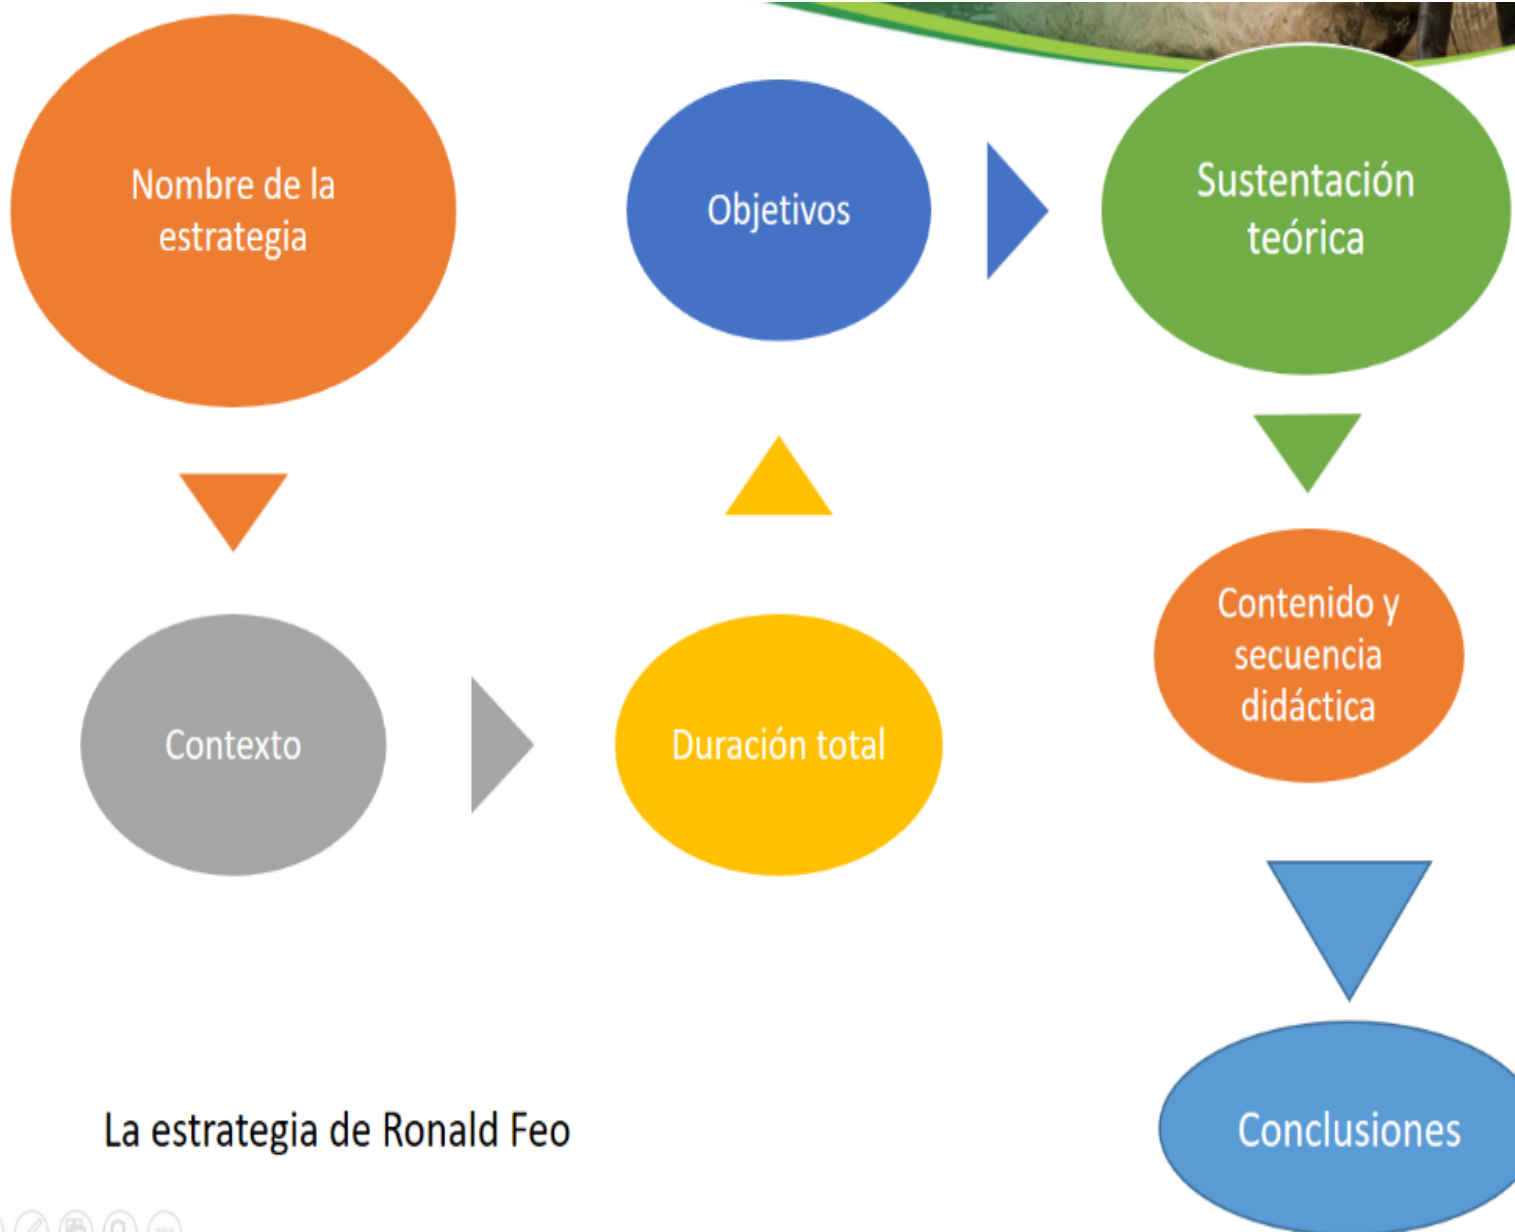 Nombre de la
estrategia
Contexto
Duración total
Objetivos
Sustentación
teórica
Contenido y
secuencia
didáctica
Conclusiones
La estrategia de Ronald Feo